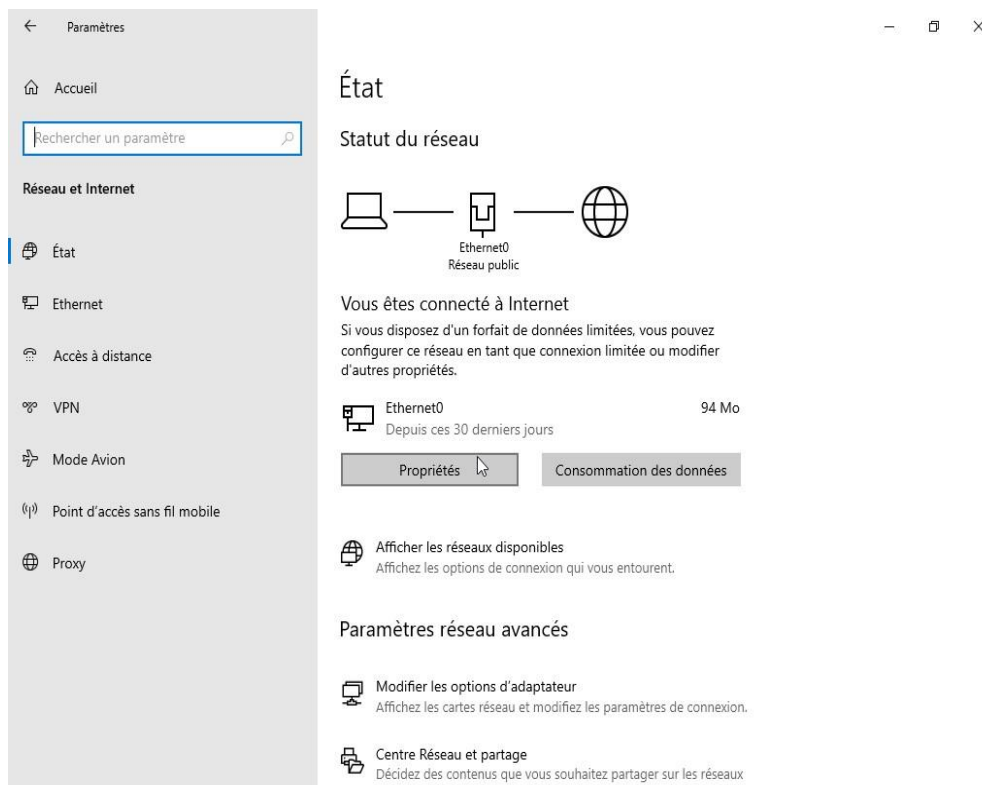 Paramètres
Accueil
Rechercher un paramètre
Réseau et Internet
État
Ethernet
Accès à distance
VPN
Mode Avion
Point d'accès sans fil mobile
Proxy
État
Statut du réseau
Ethernet0
Réseau public
Vous êtes connecté à Internet
Si vous disposez d'un forfait de données limitées, vous pouvez
configurer ce réseau en tant que connexion limitée ou modifier
d'autres propriétés.
Ethernet0 94 Mo
Depuis ces 30 derniers jours
Propriétés Consommation des données
Afficher les réseaux disponibles
Affichez les options de connexion qui vous entourent.
Paramètres réseau avancés
Modifier les options d'adaptateur
Affichez les cartes réseau et modifiez les paramètres de connexion.
Centre Réseau et partage
Décidez des contenus que vous souhaitez partager sur les réseaux